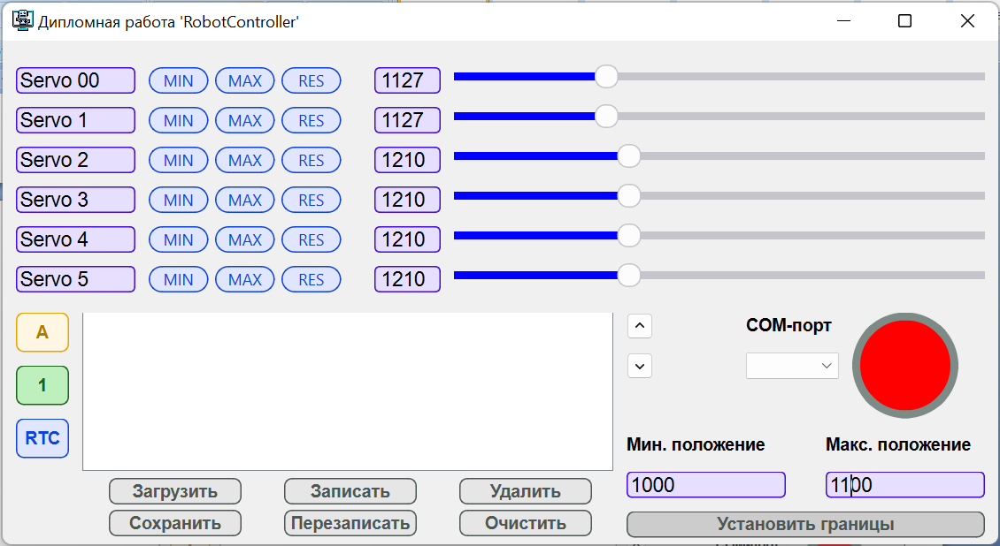 Дипломная работа 'RobotController'
Servo 00 MIN MAX RES 1127
Servo 1 MIN MAX RES 1127
Servo 2 MIN MAX RES 1210
Servo 3 MIN MAX RES 1210
Servo 4 MIN MAX RES 1210
Servo 5 MIN MAX RES 1210
A
COM-порт
1
RTC
Мин. положение Макс. положение
1000 1100
Загрузить Записать Удалить
Сохранить Перезаписать Очистить
Установить границы